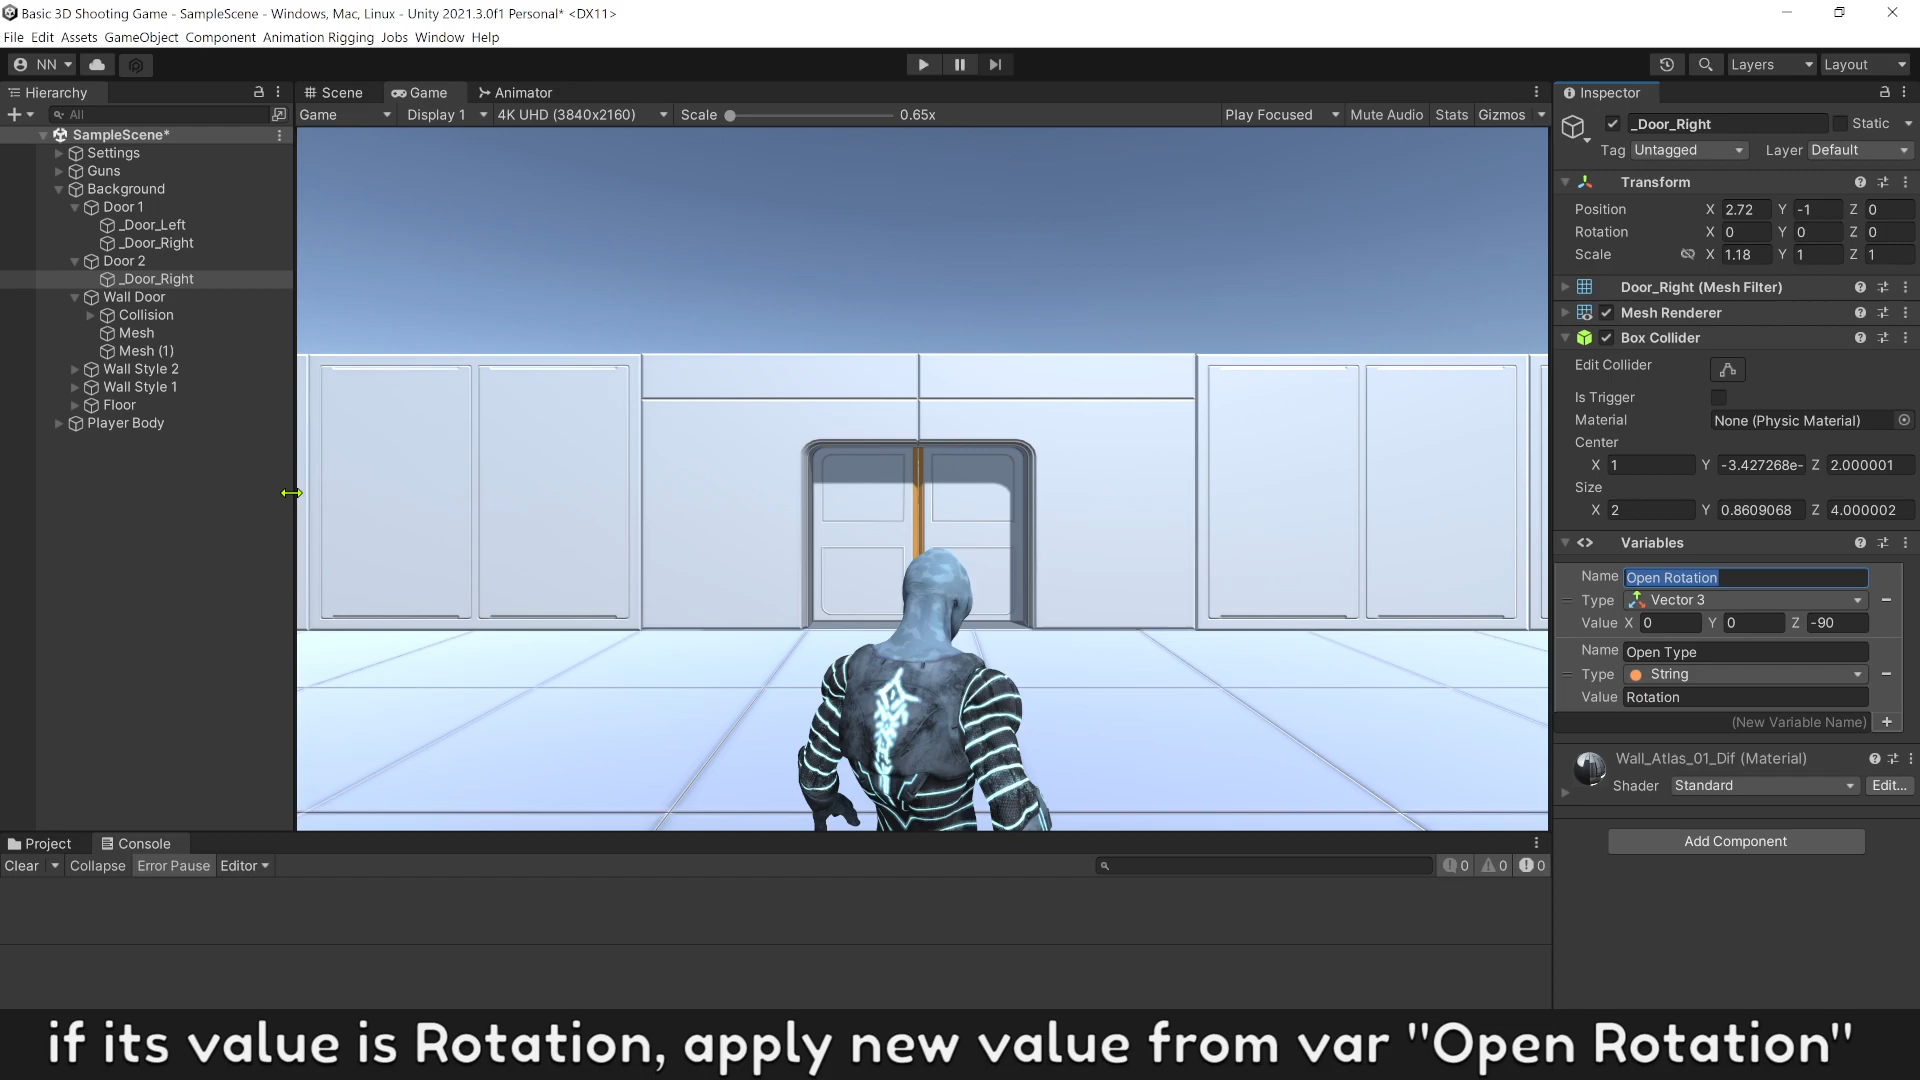 Basic 3D Shooting Game - SampleScene - Windows, Mac, Linux - Unity 2021.3.0f1 Personal* <DX11>
File Edit Assets GameObject Component Animation Rigging Jobs Window Help
NN Layers Layout
Hierarchy
All
SampleScene*
Settings
Guns
Background
Door 1
_Door_Left
_Door_Right
Door 2
_Door_Right
Wall Door
Collision
Mesh
Mesh (1)
Wall Style 2
Wall Style 1
Floor
Player Body
Scene Game Animator
Game Display 1 4K UHD (3840x2160) Scale 0.65x Play Focused Mute Audio Stats Gizmos
Inspector
_Door_Right Static
Tag Untagged Layer Default
Transform
Position X 2.72 Y -1 Z 0
Rotation X 0 Y 0 Z 0
Scale X 1.18 Y 1 Z 1
Door_Right (Mesh Filter)
Mesh Renderer
Box Collider
Edit Collider
Is Trigger
Material None (Physic Material)
Center
X 1 Y -3.427268e- Z 2.000001
Size
X 2 Y 0.8609068 Z 4.000002
Variables
Name Open Rotation
Type Vector 3
Value X 0 Y 0 Z -90
Name Open Type
Type String
Value Rotation
(New Variable Name)
Wall_Atlas_01_Dif (Material)
Shader Standard Edit...
Add Component
Project Console
Clear Collapse Error Pause Editor 0 0 0
if its value is Rotation, apply new value from var "Open Rotation"